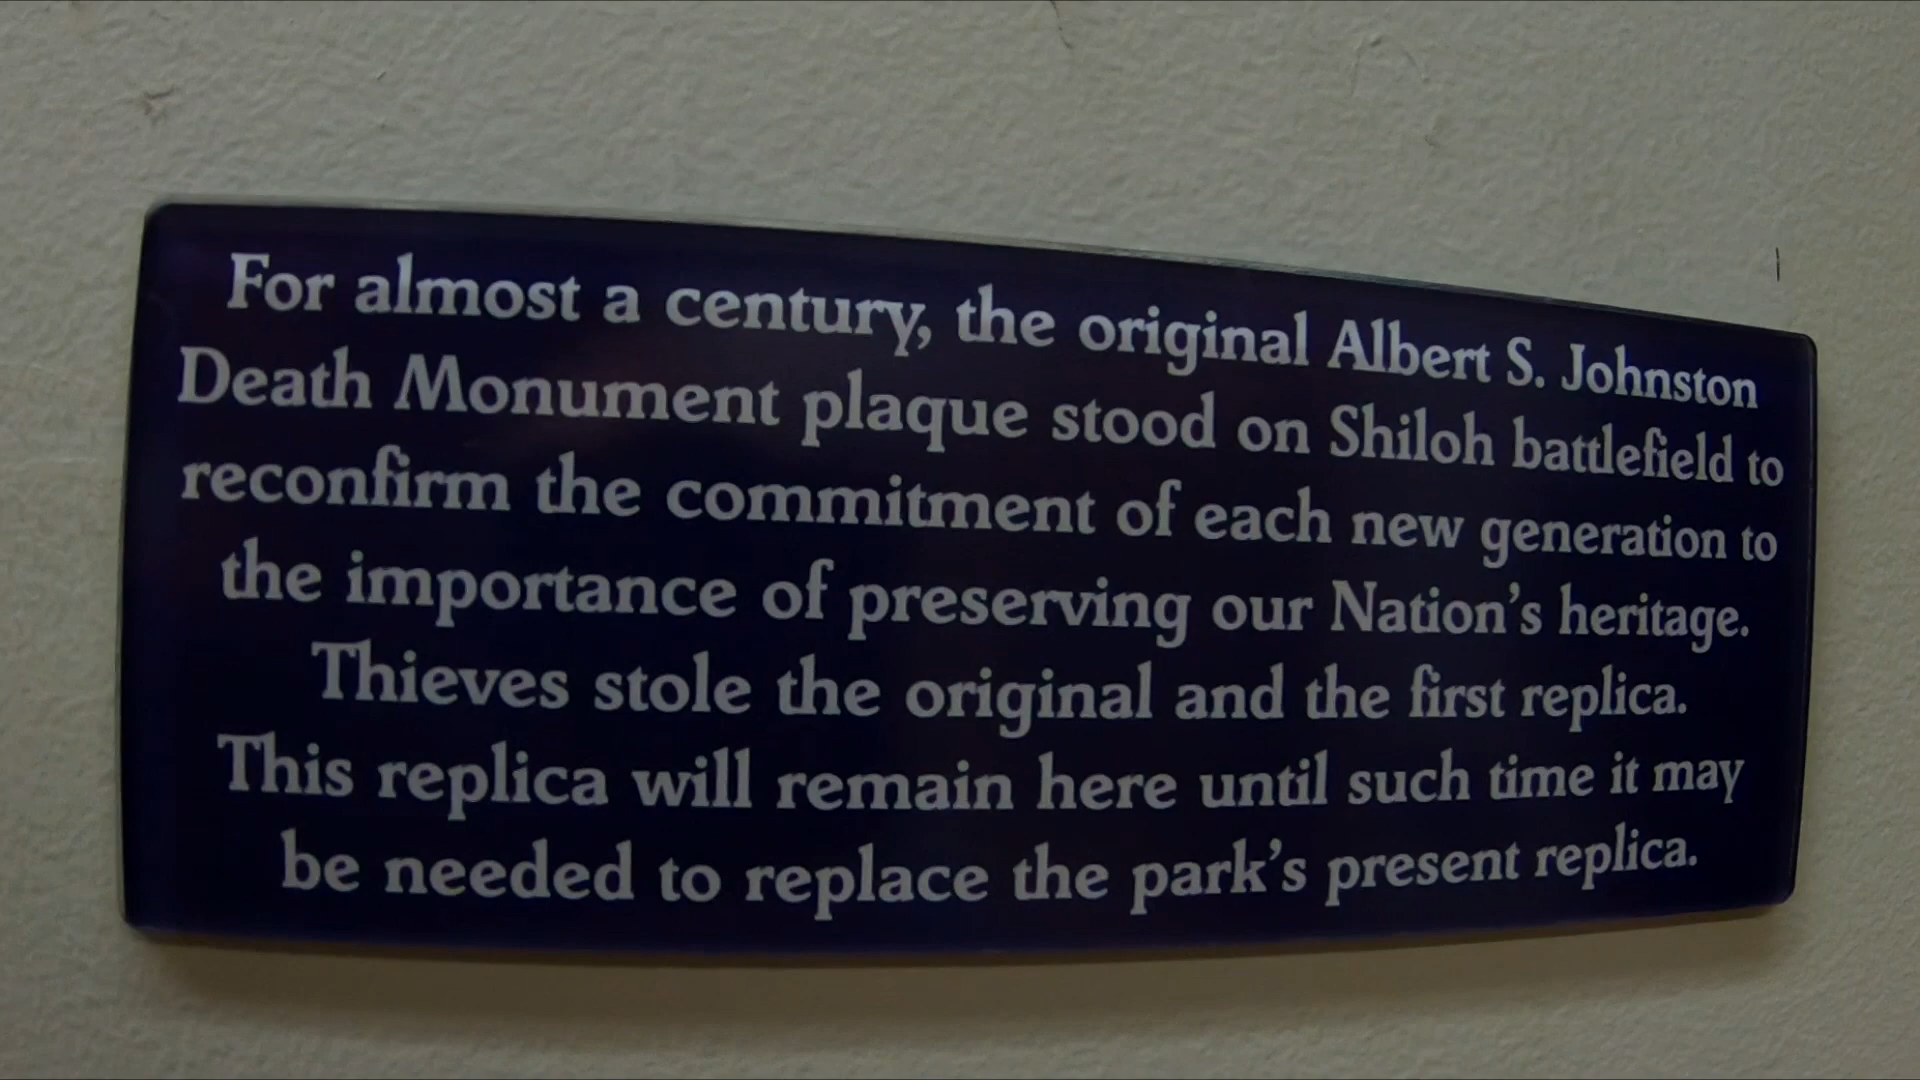 For almost a century, the original Albert S. Johnston
Death Monument plaque stood on Shiloh battlefield to
reconfirm the commitment of each new generation to
the importance of preserving our Nation's heritage.
Thieves stole the original and the first replica.
This replica will remain here until such time it may
be needed to replace the park's present replica.